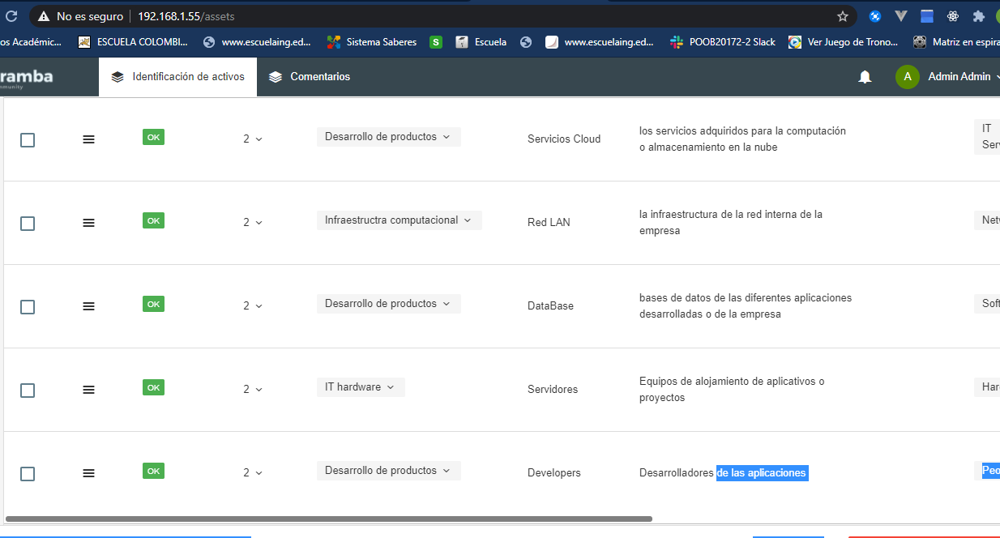 No es seguro 192.168.1.55/assets
os Académic... ESCUELA COLOMBI... www.escuelaing.ed... Sistema Saberes S Escuela www.escuelaing.ed... POOB20172-2 Slack Ver Juego de Trono... Matriz en espira
ramba Identificación de activos Comentarios A Admin Admin
munity
OK 2 Desarrollo de productos Servicios Cloud los servicios adquiridos para la computación IT
o almacenamiento en la nube Ser
OK 2 Infraestructra computacional Red LAN la infraestructura de la red interna de la Net
empresa
OK 2 Desarrollo de productos DataBase bases de datos de las diferentes aplicaciones Soft
desarrolladas o de la empresa
OK 2 IT hardware Servidores Equipos de alojamiento de aplicativos o Har
proyectos
OK 2 Desarrollo de productos Developers Desarrolladores de las aplicaciones Peo